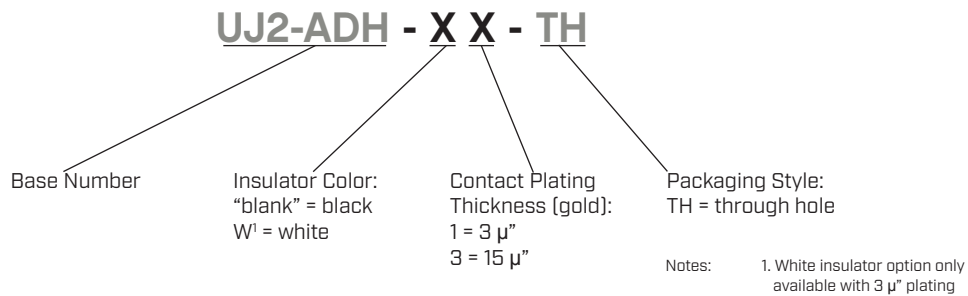 UJ2-ADH - X X - TH
Base Number
Insulator Color:
"blank" = black
W¹ = white
Contact Plating
Thickness (gold):
1 = 3 µ"
3 = 15 µ"
Packaging Style:
TH = through hole
Notes: 1. White insulator option only
available with 3 µ" plating